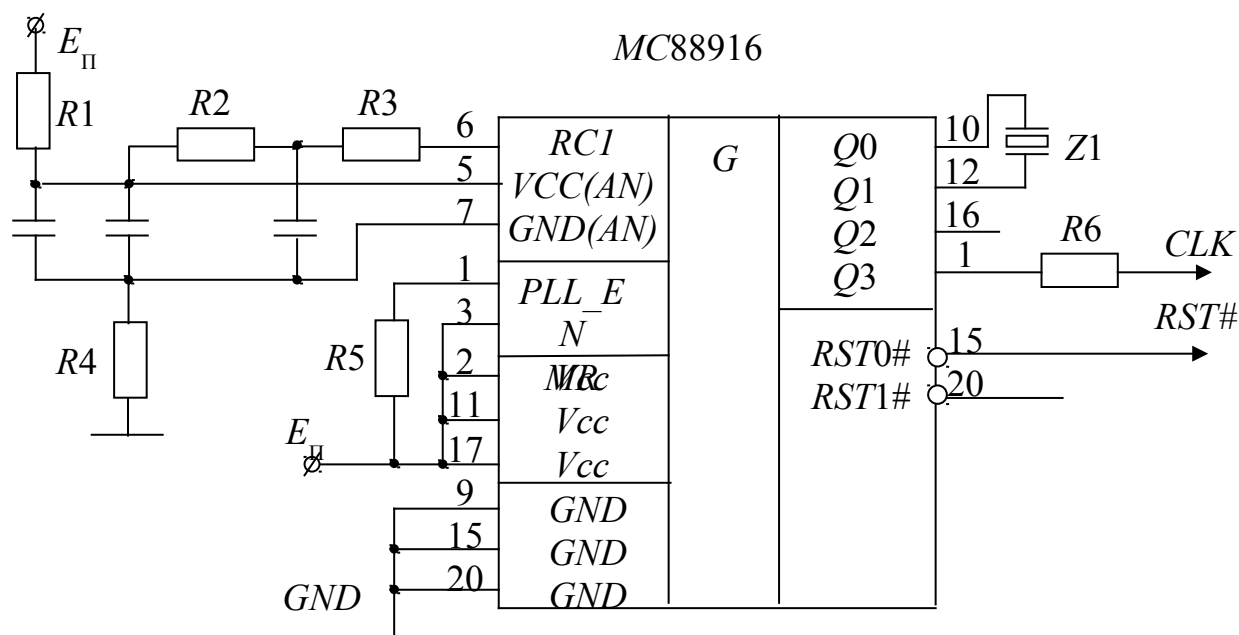 E_П
MC88916
R1
R2
R3
6
RC1
G
Q0
10
Z1
5
VCC(AN)
Q1
12
7
GND(AN)
Q2
16
R6
CLK
1
PLL_E
Q3
1
RST#
3
N
R5
R4
2
MR
Vcc
RST0#
15
11
Vcc
RST1#
20
E_П
17
Vcc
9
GND
15
GND
20
GND
GND